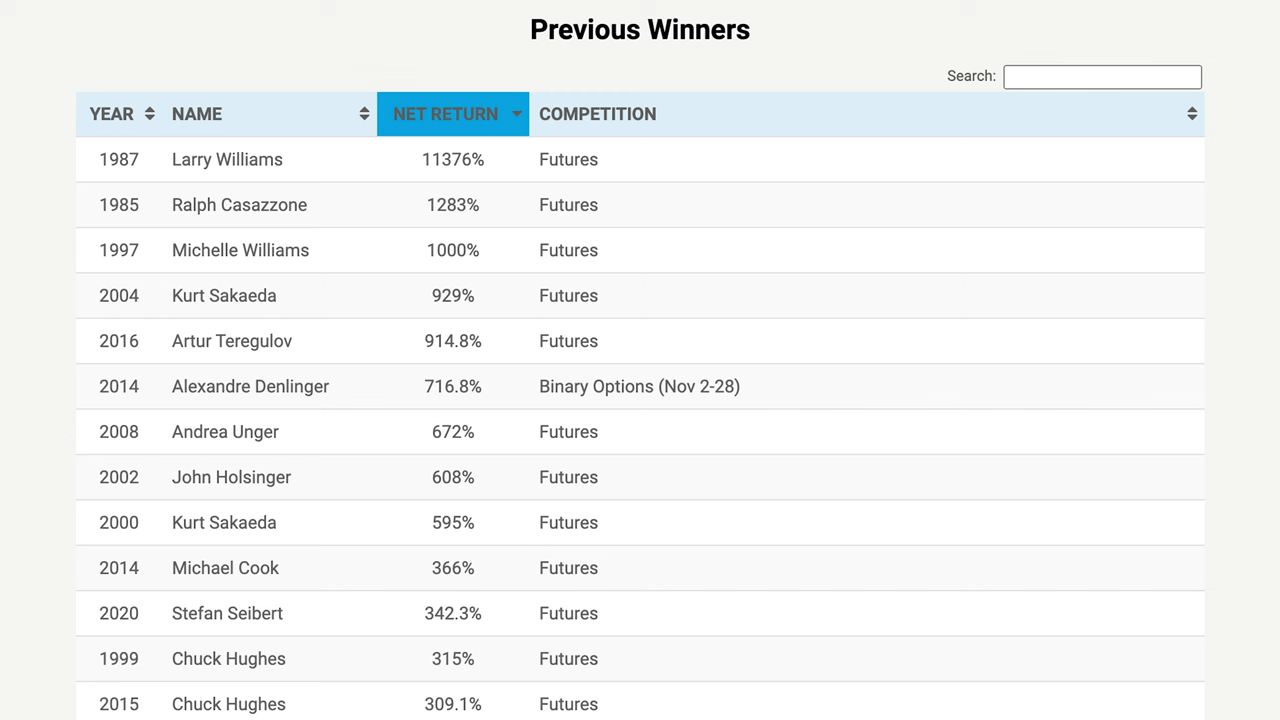 Previous Winners
Search:
YEAR NAME NET RETURN COMPETITION
1987 Larry Williams 11376% Futures
1985 Ralph Casazzone 1283% Futures
1997 Michelle Williams 1000% Futures
2004 Kurt Sakaeda 929% Futures
2016 Artur Teregulov 914.8% Futures
2014 Alexandre Denlinger 716.8% Binary Options (Nov 2-28)
2008 Andrea Unger 672% Futures
2002 John Holsinger 608% Futures
2000 Kurt Sakaeda 595% Futures
2014 Michael Cook 366% Futures
2020 Stefan Seibert 342.3% Futures
1999 Chuck Hughes 315% Futures
2015 Chuck Hughes 309.1% Futures